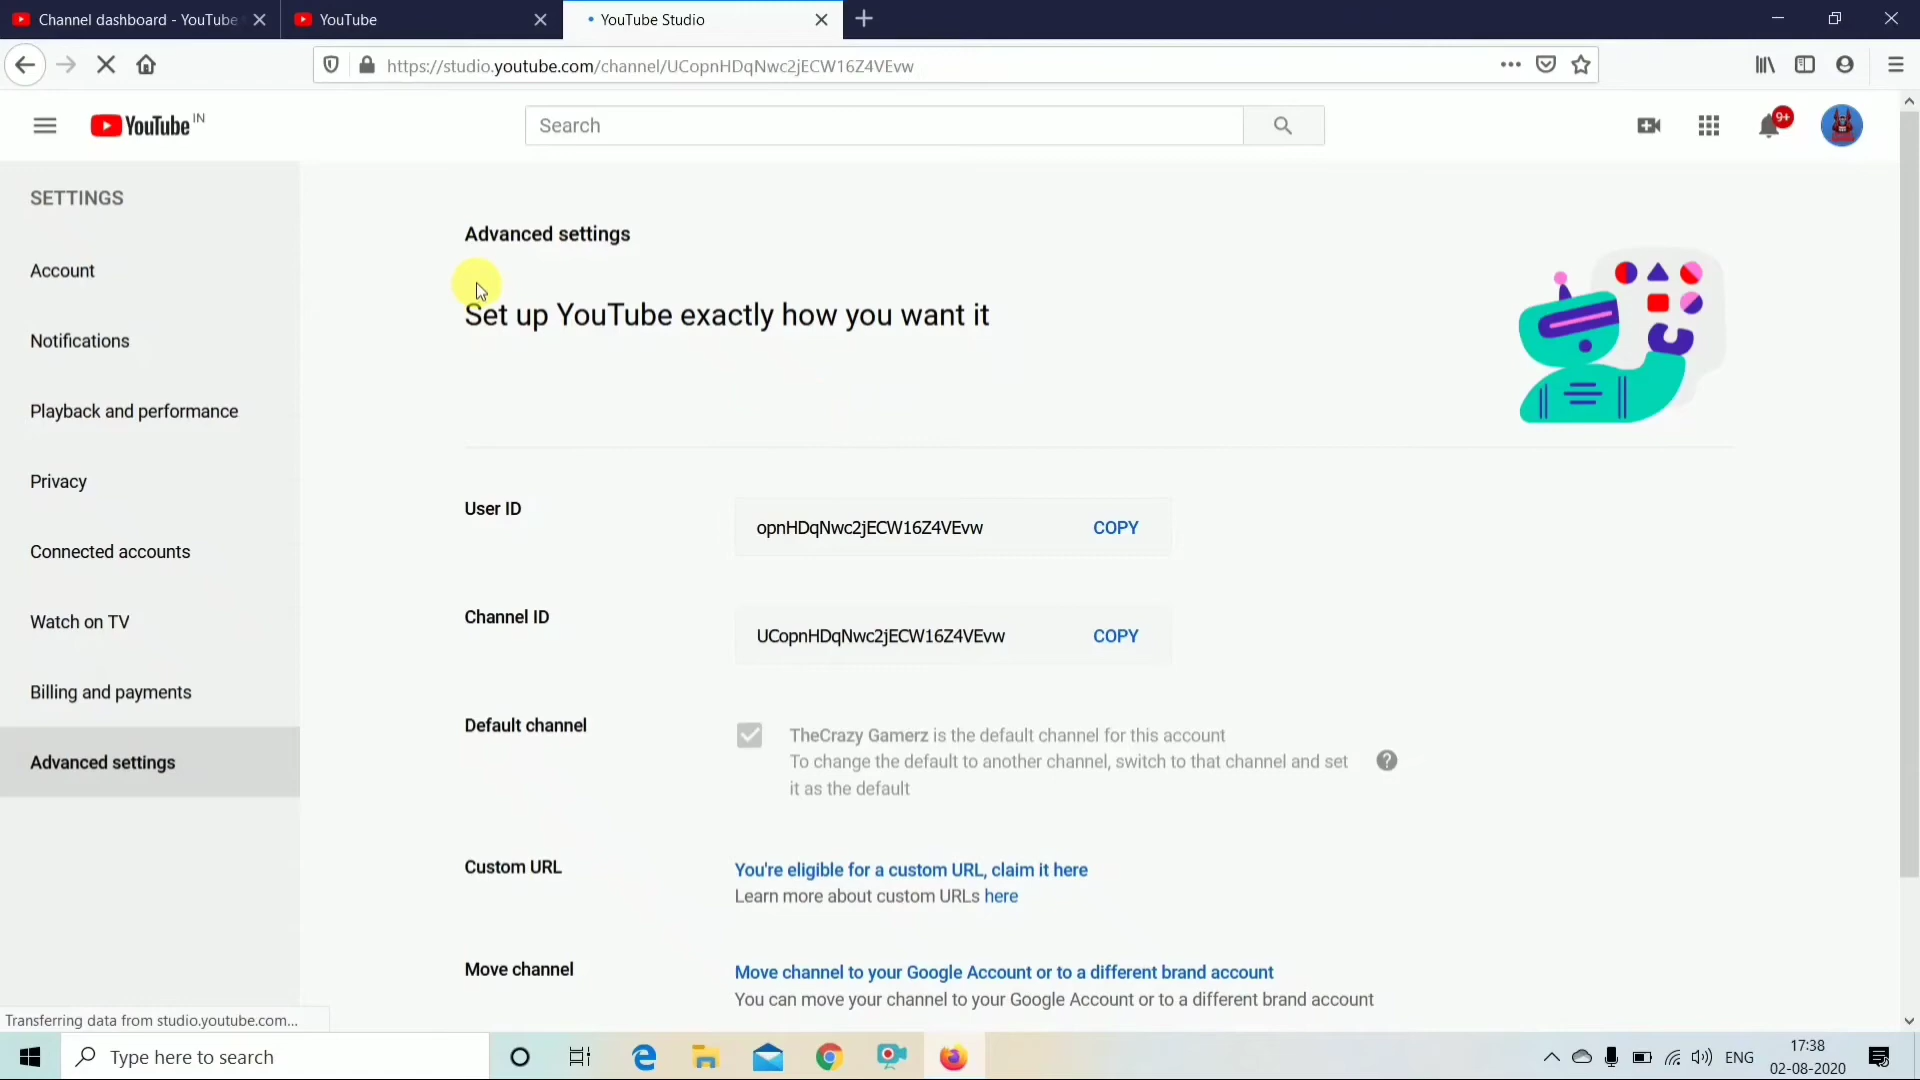 Channel dashboard - YouTube
YouTube
YouTube Studio
https://studio.youtube.com/channel/UCopnHDqNwc2jECW16Z4VEvw
YouTube IN
Search
9+
SETTINGS
Account
Notifications
Playback and performance
Privacy
Connected accounts
Watch on TV
Billing and payments
Advanced settings
Advanced settings
Set up YouTube exactly how you want it
User ID
opnHDqNwc2jECW16Z4VEvw COPY
Channel ID
UCopnHDqNwc2jECW16Z4VEvw COPY
Default channel
TheCrazy Gamerz is the default channel for this account
To change the default to another channel, switch to that channel and set
it as the default
?
Custom URL
You're eligible for a custom URL, claim it here
Learn more about custom URLs here
Move channel
Move channel to your Google Account or to a different brand account
You can move your channel to your Google Account or to a different brand account
Transferring data from studio.youtube.com...
Type here to search
ENG
17:38
02-08-2020